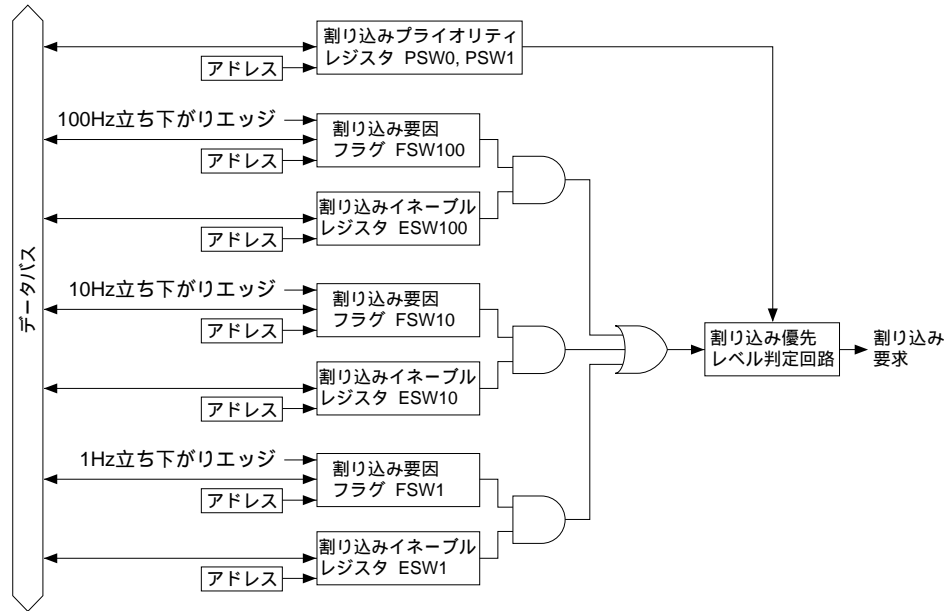 データバス
割り込みプライオリティ
レジスタ PSW0, PSW1
アドレス
100Hz立ち下がりエッジ
割り込み要因
フラグ FSW100
アドレス
割り込みイネーブル
レジスタ ESW100
アドレス
10Hz立ち下がりエッジ
割り込み要因
フラグ FSW10
アドレス
割り込みイネーブル
レジスタ ESW10
アドレス
1Hz立ち下がりエッジ
割り込み要因
フラグ FSW1
アドレス
割り込みイネーブル
レジスタ ESW1
アドレス
割り込み優先
レベル判定回路
割り込み
要求